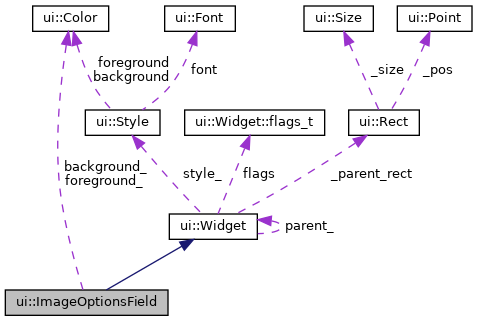 ui::Color
ui::Font
ui::Size
ui::Point
foreground
background
font
_size
_pos
ui::Style
ui::Widget::flags_t
ui::Rect
background_
foreground_
style_
flags
_parent_rect
ui::Widget
parent_
ui::ImageOptionsField